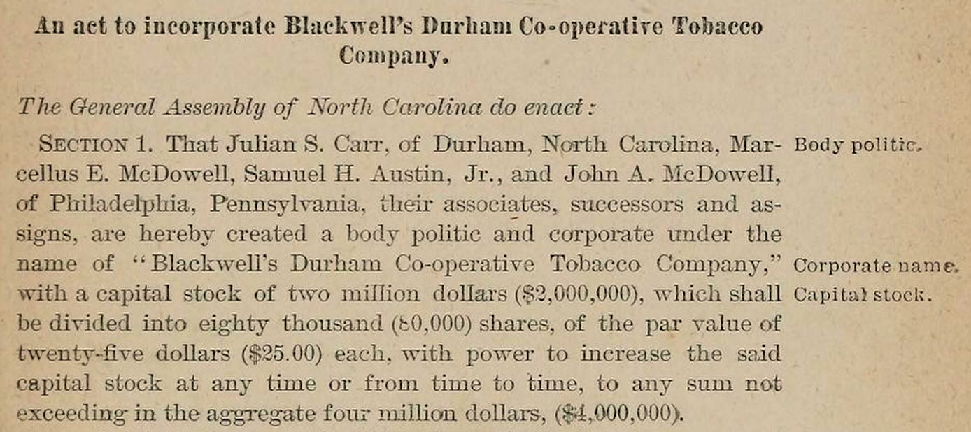 An act to incorporate Blackwell's Durham Co-operative Tobacco
Company.
The General Assembly of North Carolina do enact:
SECTION 1. That Julian S. Carr, of Durham, North Carolina, Mar- Body politic.
cellus E. McDowell, Samuel H. Austin, Jr., and John A. McDowell,
of Philadelphia, Pennsylvania, their associates, successors and as-
signs, are hereby created a body politic and corporate under the
name of "Blackwell's Durham Co-operative Tobacco Company," Corporate name.
with a capital stock of two million dollars ($2,000,000), which shall Capital stock.
be divided into eighty thousand (80,000) shares, of the par value of
twenty-five dollars ($25.00) each, with power to increase the said
capital stock at any time or from time to time, to any sum not
exceeding in the aggregate four million dollars, ($4,000,000).